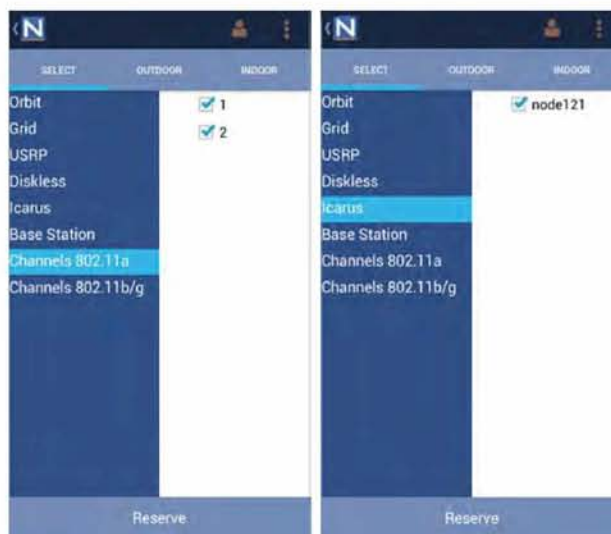 N
SELECT OUTDOOR INDOOR
Orbit
Grid
USRP
Diskless
Icarus
Base Station
Channels 802.11a
Channels 802.11b/g
1
2
Reserve
N
SELECT OUTDOOR INDOOR
Orbit
Grid
USRP
Diskless
Icarus
Base Station
Channels 802.11a
Channels 802.11b/g
node121
Reserve